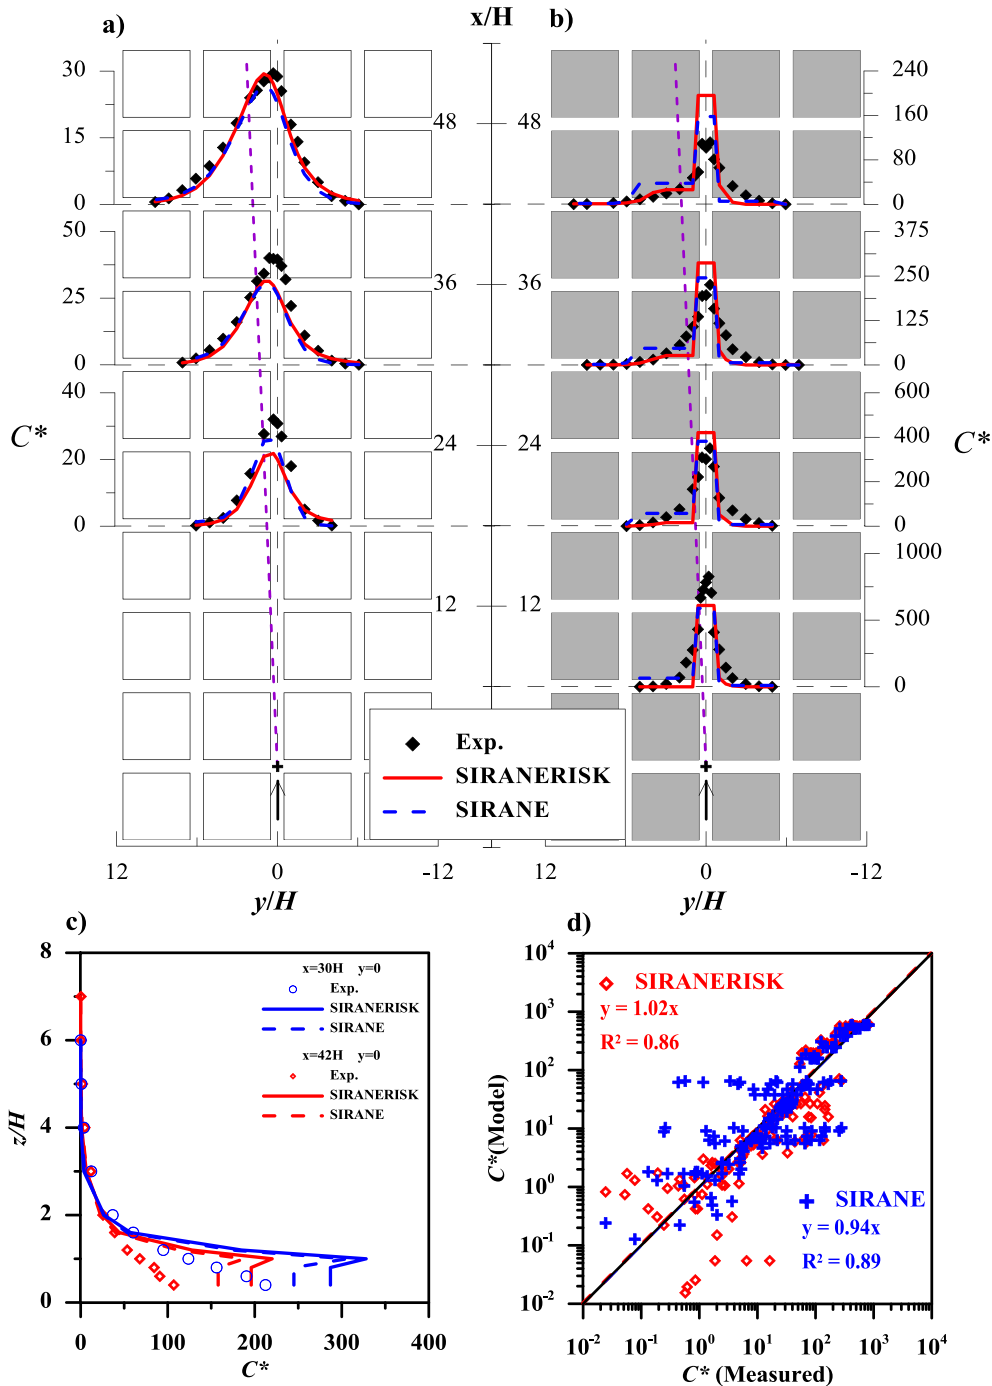 a)
x/H
b)
30
15
0
50
25
0
40
20
0
C*
48
36
24
12
48
36
24
12
240
160
80
0
375
250
125
0
600
400
200
0
1000
500
0
C*
Exp.
SIRANERISK
SIRANE
12
0
-12
y/H
12
0
-12
y/H
c)
8
6
4
2
0
z/H
x=30H y=0
Exp.
SIRANERISK
SIRANE
x=42H y=0
Exp.
SIRANERISK
SIRANE
0
100
200
300
400
C*
d)
10⁴
10³
10²
10¹
10⁰
10⁻¹
10⁻²
C*(Model)
SIRANERISK
y = 1.02x
R² = 0.86
SIRANE
y = 0.94x
R² = 0.89
10⁻²
10⁻¹
10⁰
10¹
10²
10³
10⁴
C* (Measured)